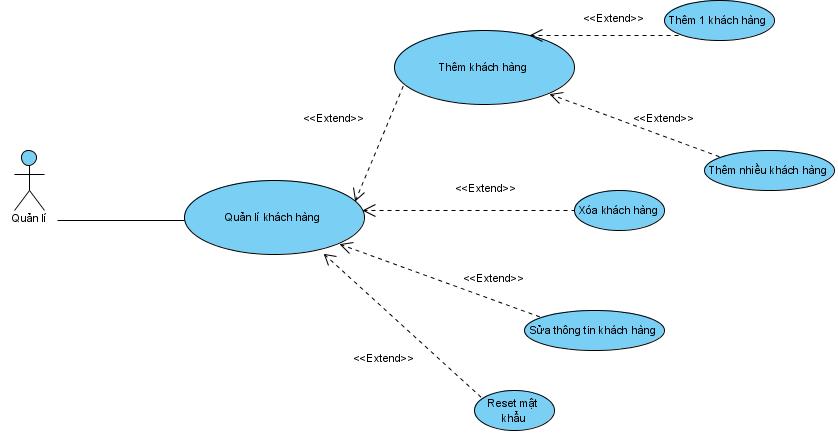 <<Extend>>
Thêm 1 khách hàng
Thêm khách hàng
<<Extend>>
<<Extend>>
Thêm nhiều khách hàng
<<Extend>>
Quản lí
Quản lí khách hàng
Xóa khách hàng
<<Extend>>
Sửa thông tin khách hàng
<<Extend>>
Reset mật
khẩu